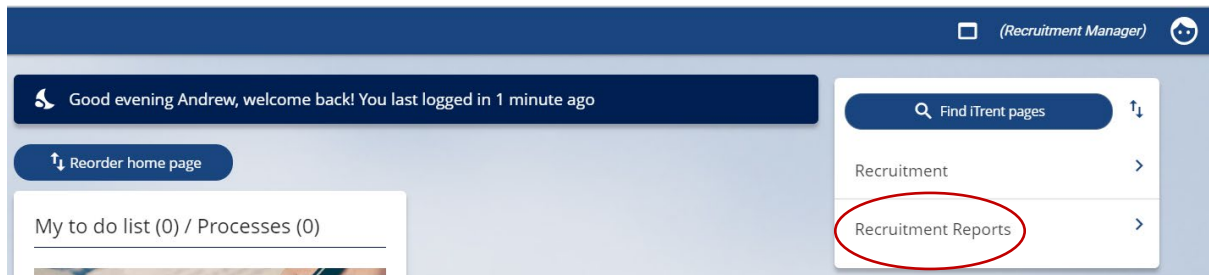 (Recruitment Manager)
Good evening Andrew, welcome back! You last logged in 1 minute ago
Find iTrent pages
Reorder home page
Recruitment
My to do list (0) / Processes (0)
Recruitment Reports